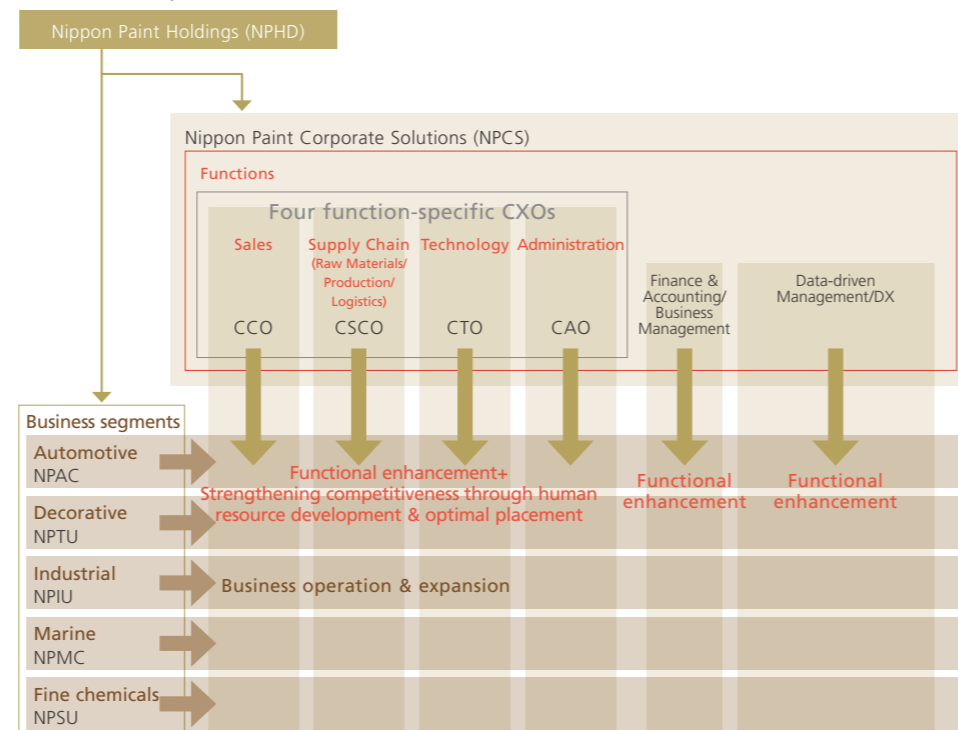 Nippon Paint Holdings (NPHD)
Nippon Paint Corporate Solutions (NPCS)
Functions
Four function-specific CXOs
Sales
Supply Chain
(Raw Materials/
Production/
Logistics)
Technology
Administration
CCO
CSCO
CTO
CAO
Finance &
Accounting/
Business
Management
Data-driven
Management/DX
Business segments
Automotive
NPAC
Decorative
NPTU
Industrial
NPIU
Marine
NPMC
Fine chemicals
NPSU
Functional enhancement+
Strengthening competitiveness through human
resource development & optimal placement
Functional
enhancement
Functional
enhancement
Business operation & expansion